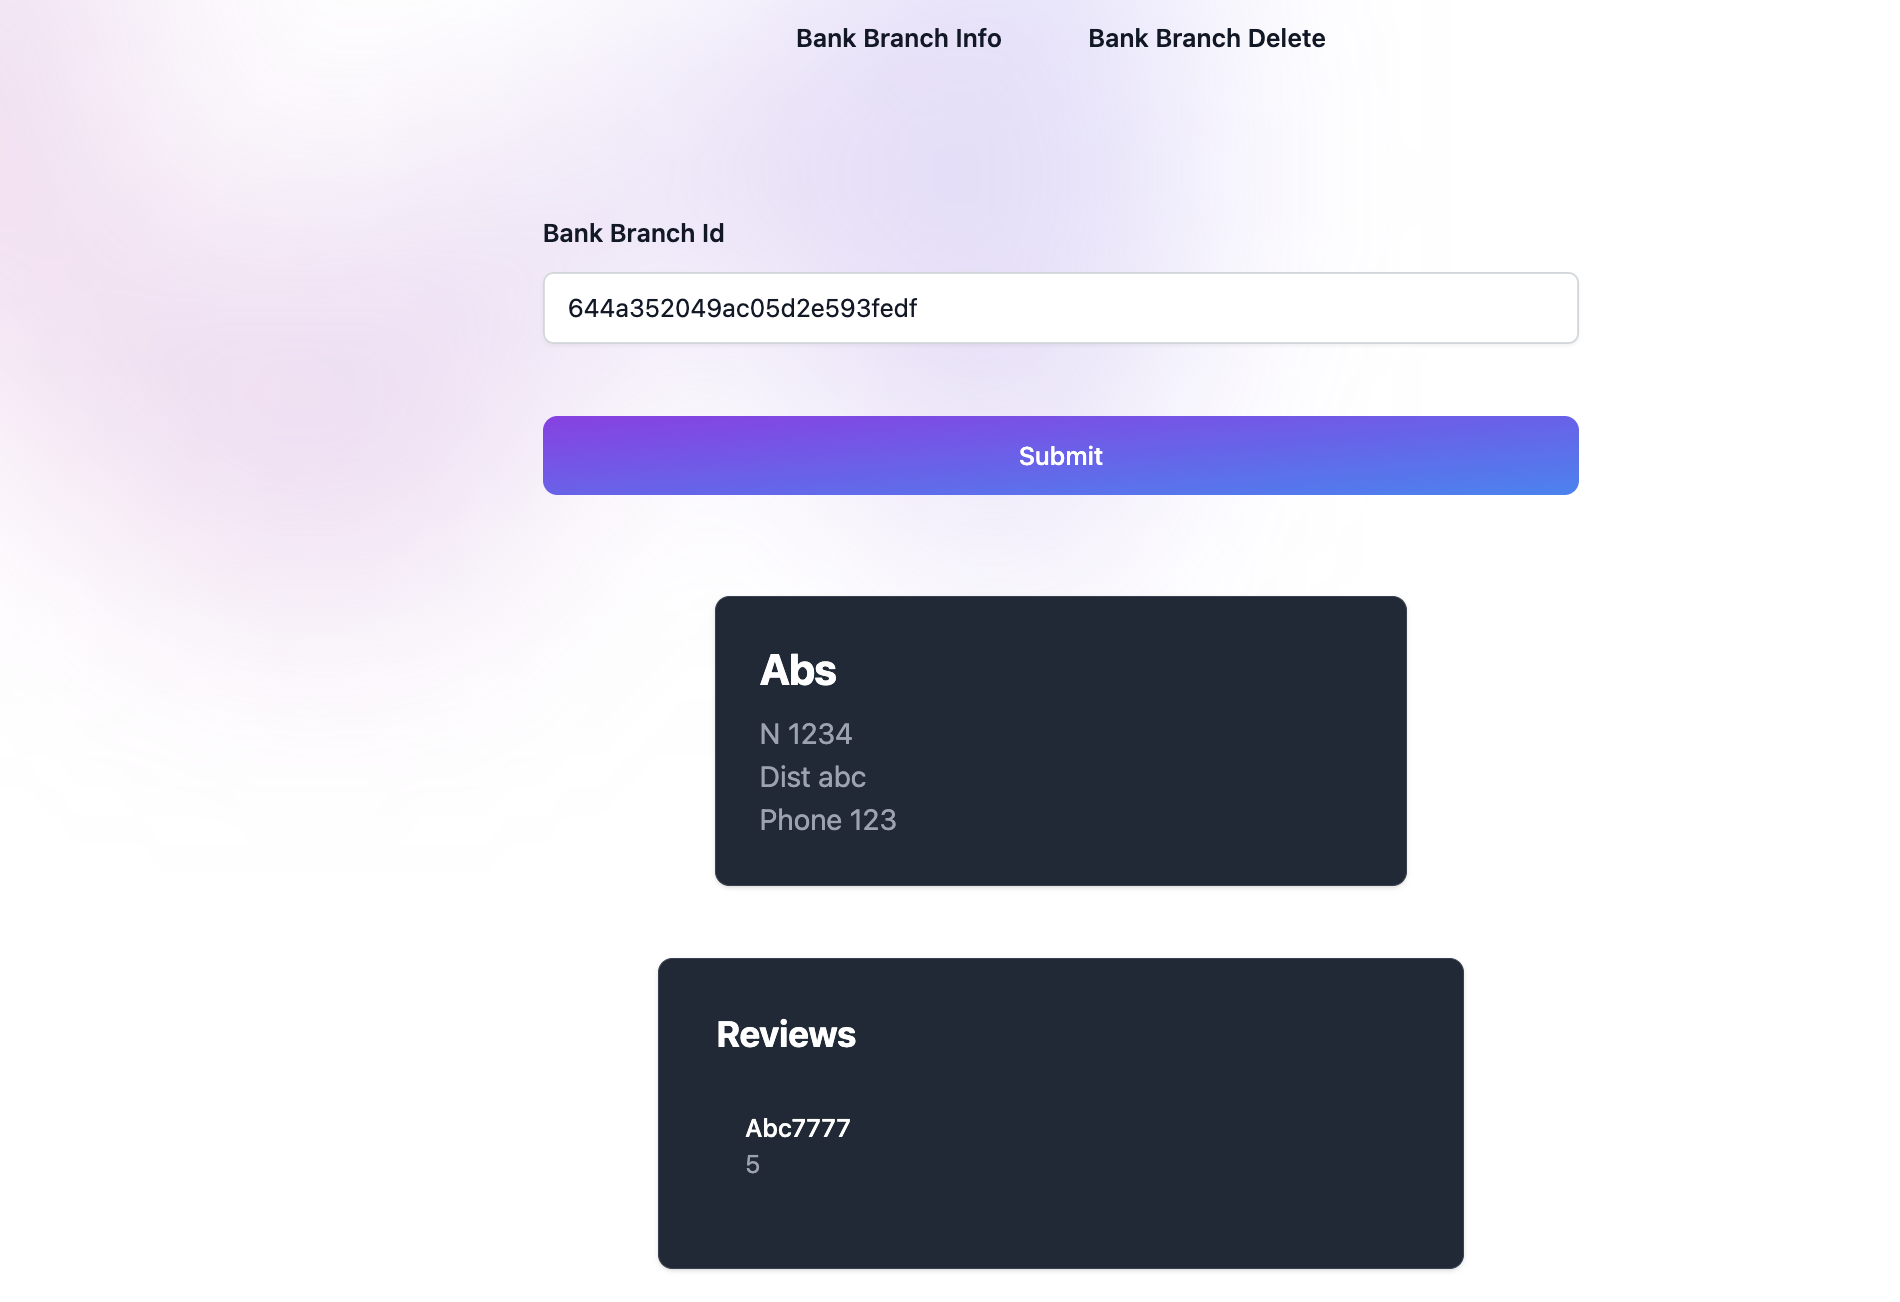 Bank Branch Info Bank Branch Delete
Bank Branch Id
644a352049ac05d2e593fedf
Submit
Abs
N 1234
Dist abc
Phone 123
Reviews
Abc7777
5